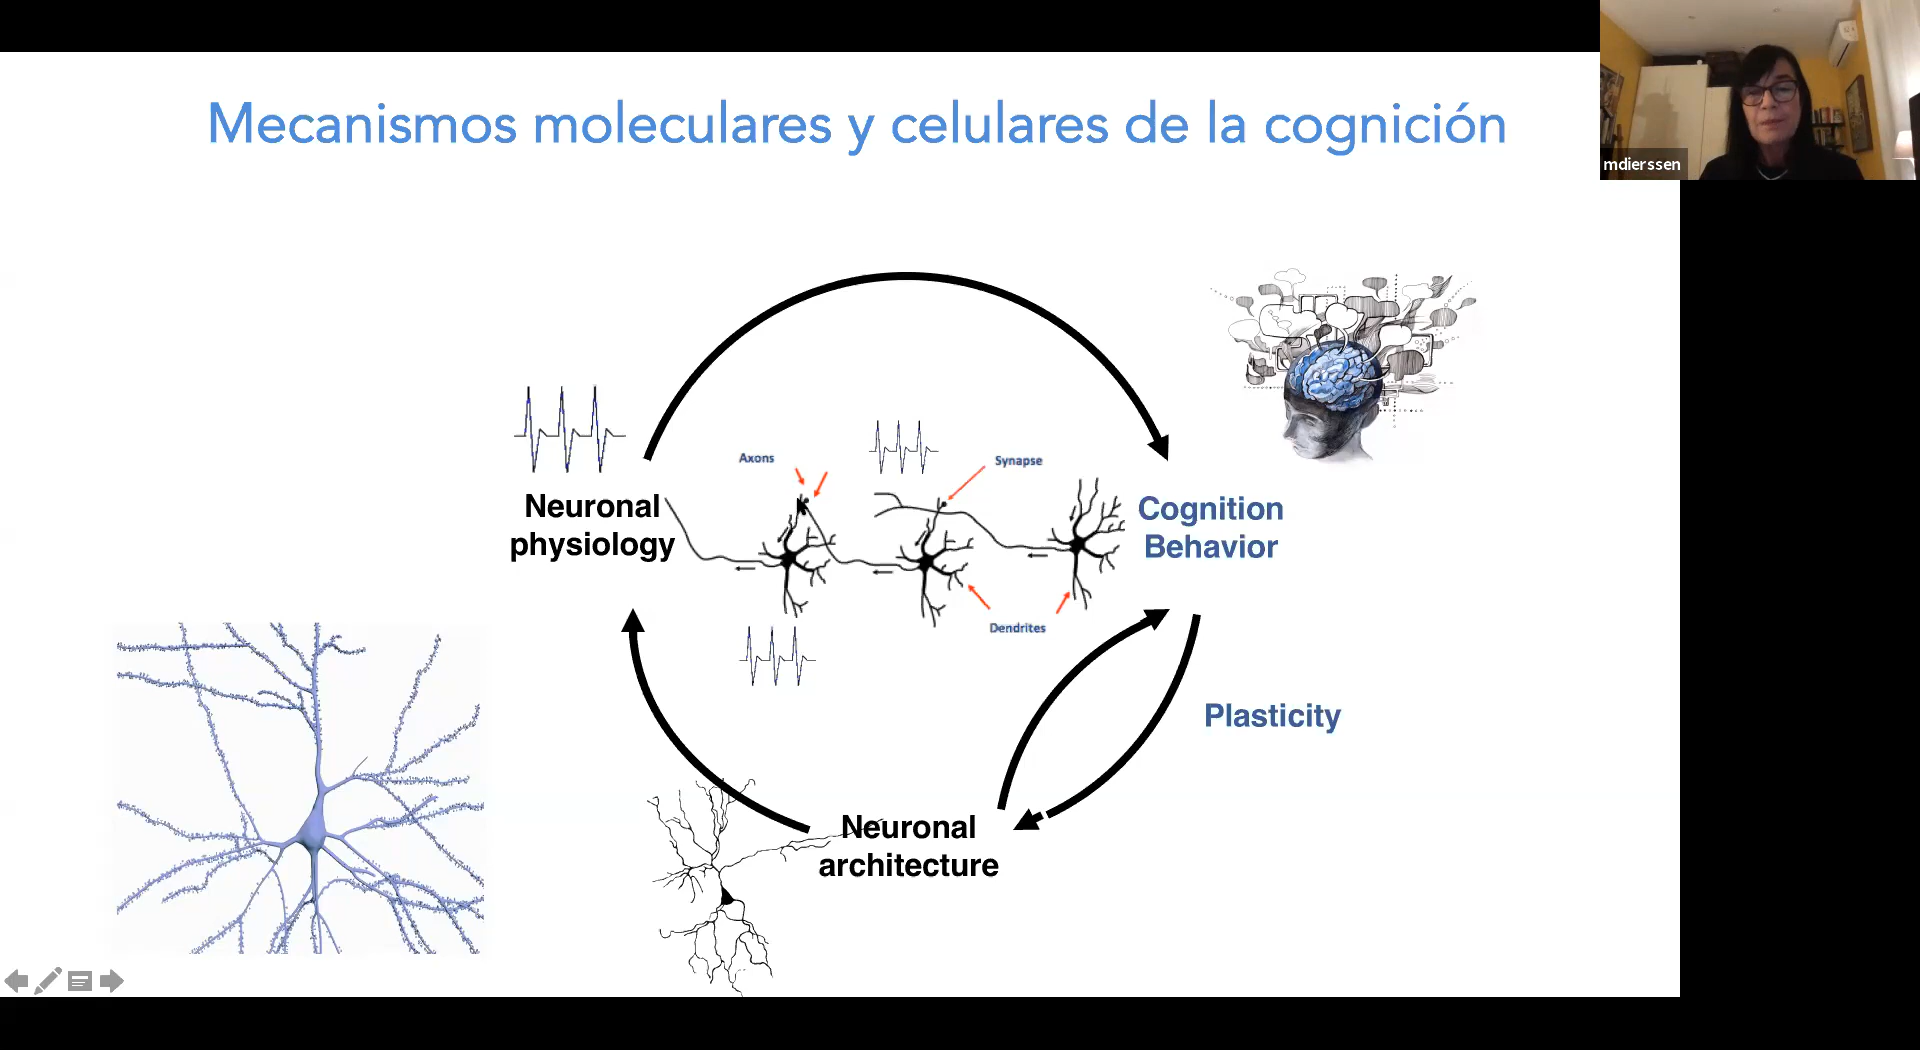 Mecanismos moleculares y celulares de la cognición
mdierssen
Axons
Synapse
Neuronal
physiology
Cognition
Behavior
Dendrites
Plasticity
Neuronal
architecture